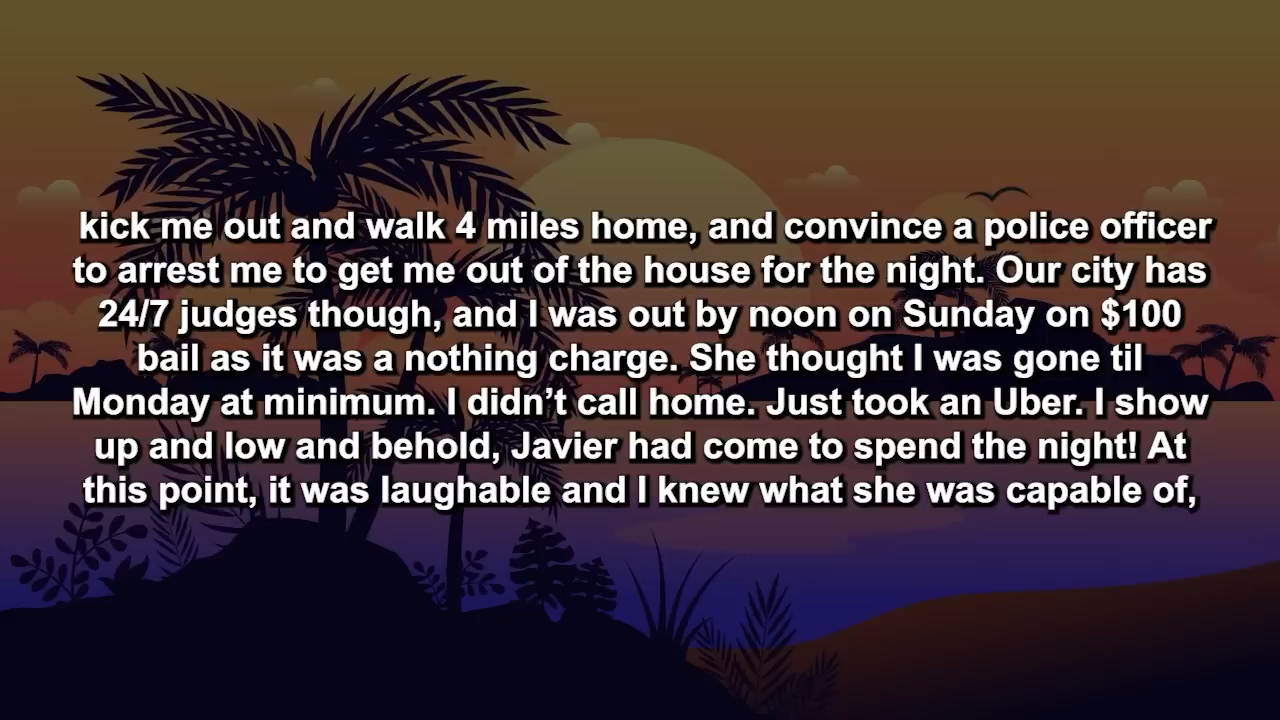 kick me out and walk 4 miles home, and convince a police officer
to arrest me to get me out of the house for the night. Our city has
24/7 judges though, and I was out by noon on Sunday on $100
bail as it was a nothing charge. She thought I was gone til
Monday at minimum. I didn’t call home. Just took an Uber. I show
up and low and behold, Javier had come to spend the night! At
this point, it was laughable and I knew what she was capable of,